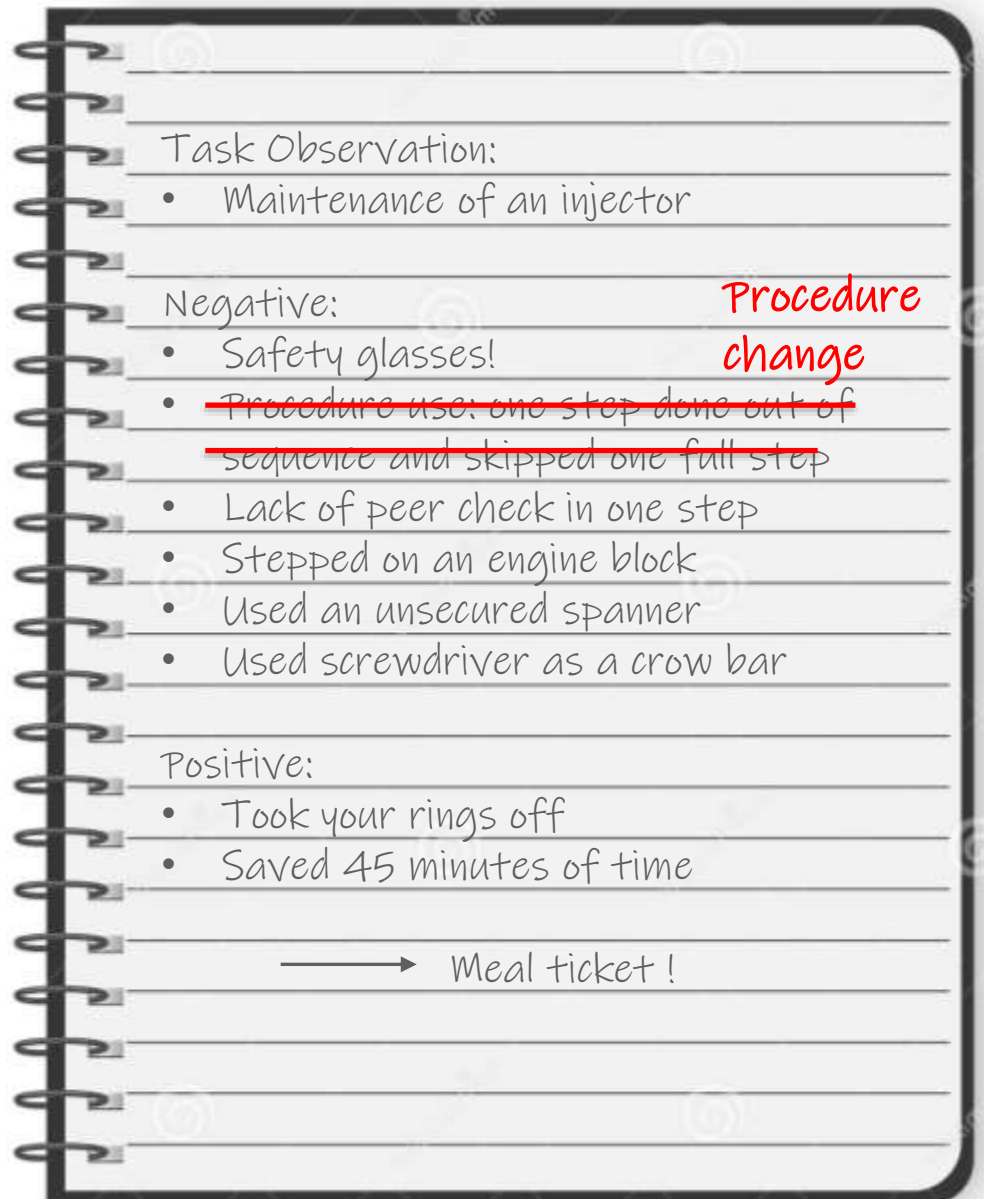 Task Observation:
• Maintenance of an injector
Negative:
Procedure
change
• Safety glasses!
• Procedure use: one step done out of
sequence and skipped one full step
• Lack of peer check in one step
• Stepped on an engine block
• Used an unsecured spanner
• Used screwdriver as a crow bar
Positive:
• Took your rings off
• Saved 45 minutes of time
Meal ticket !